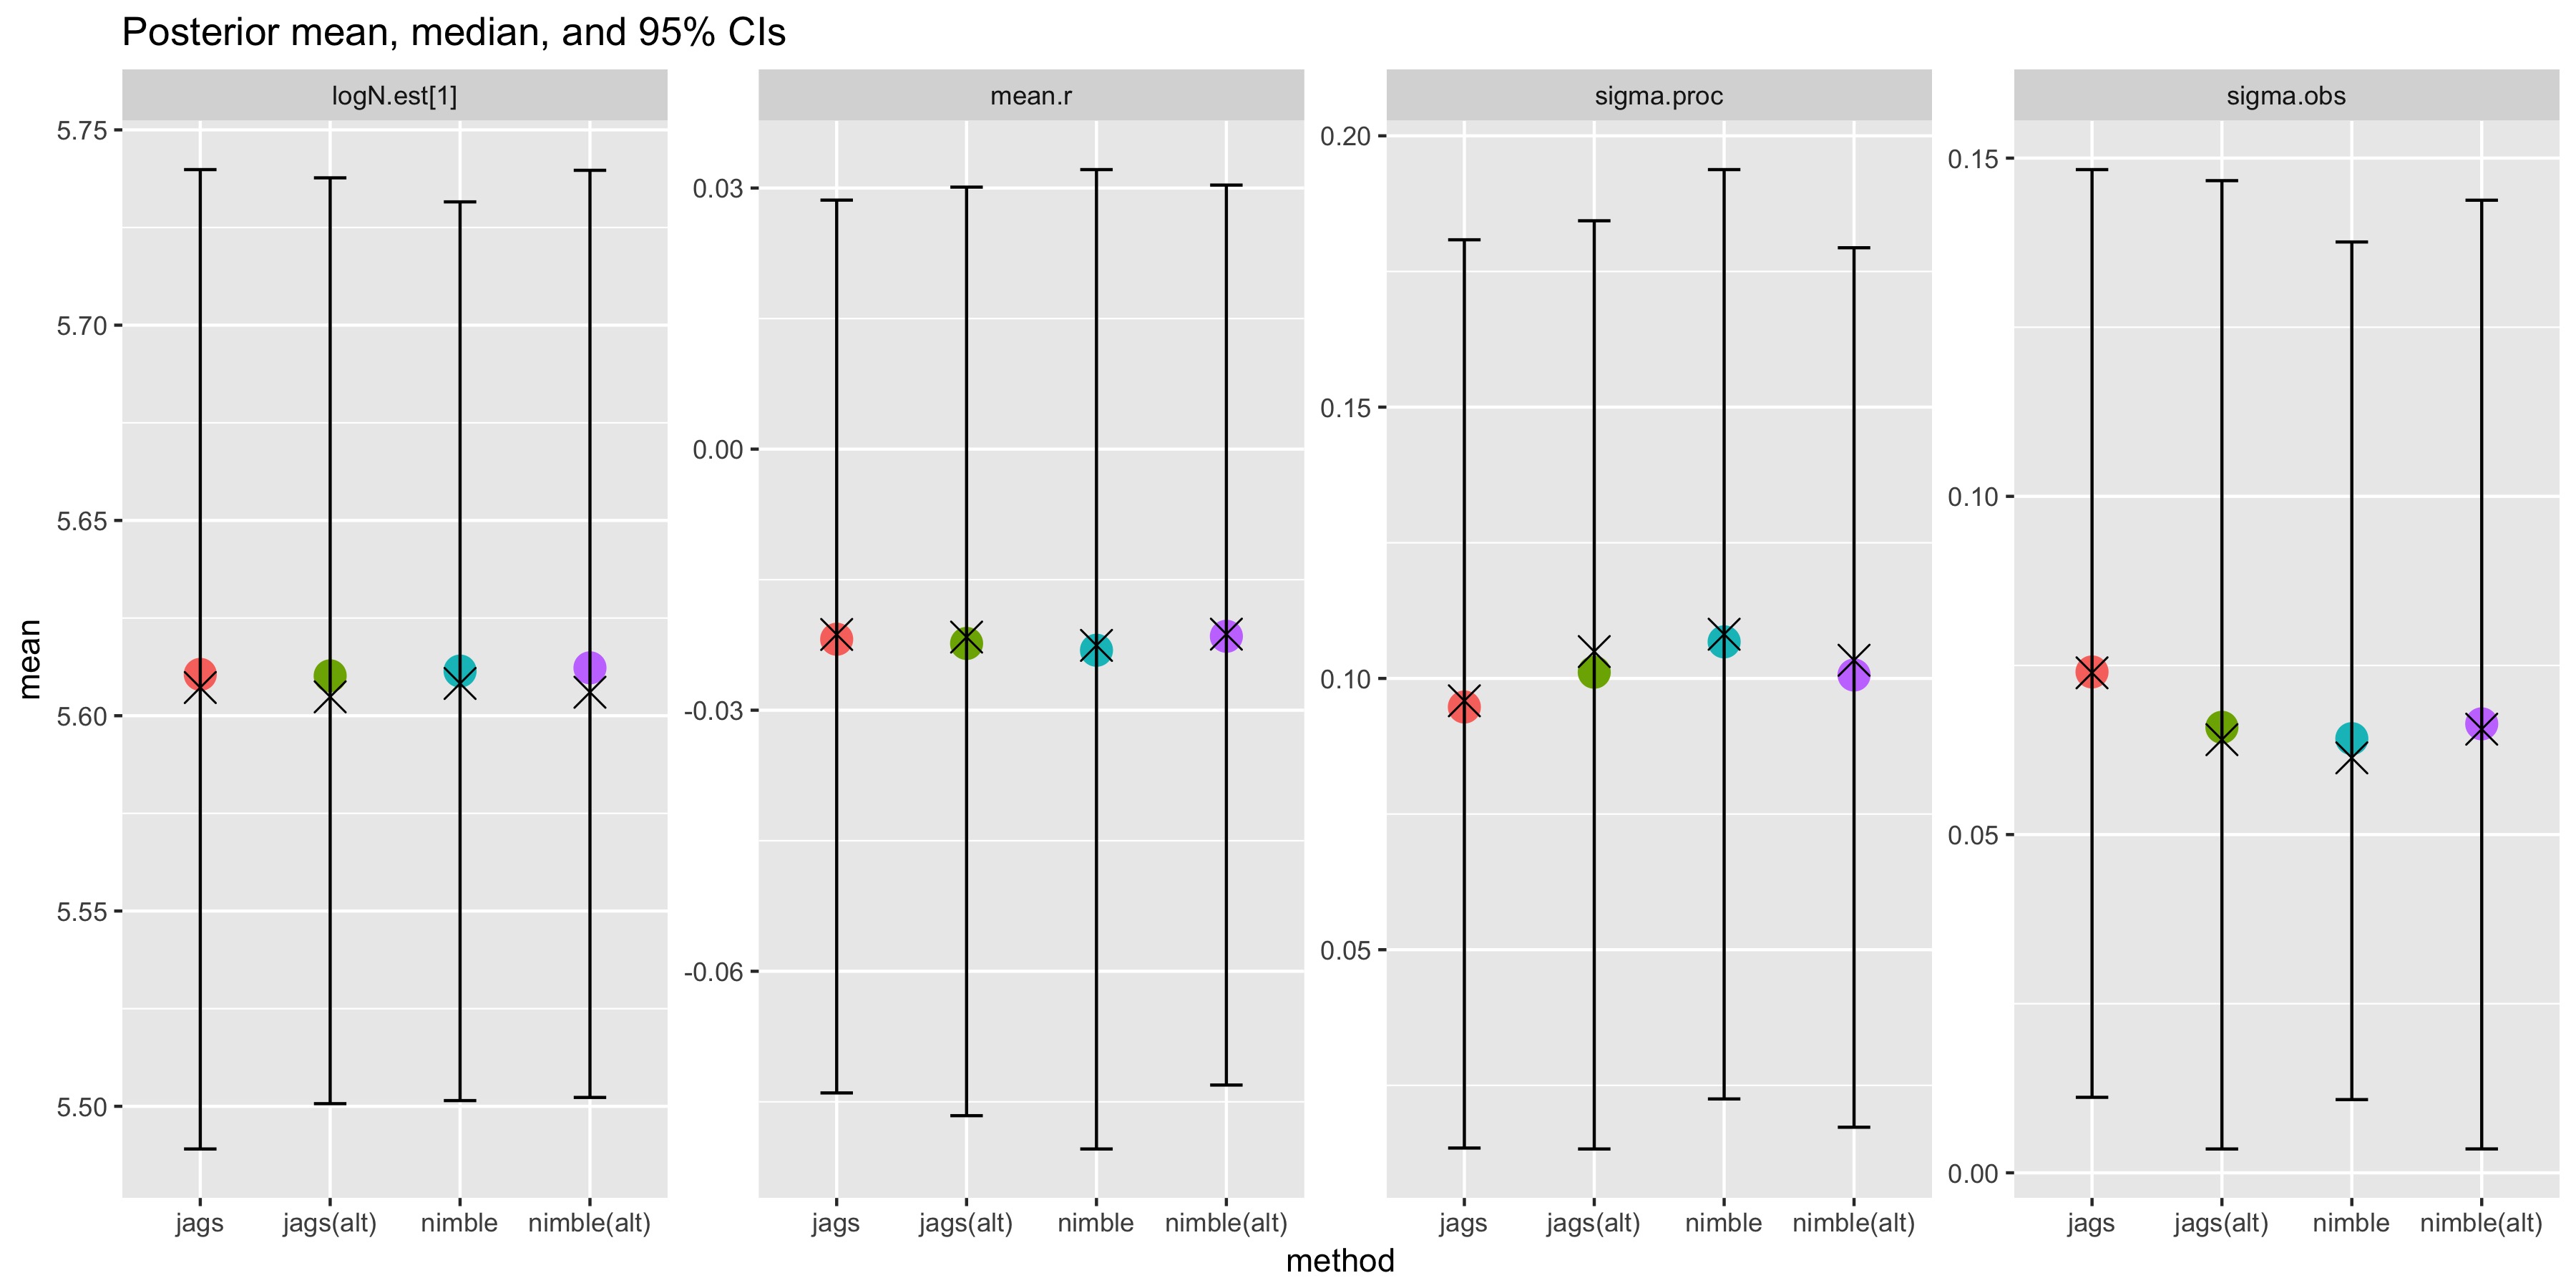 Posterior mean, median, and 95% CIs
logN.est[1]
mean.r
sigma.proc
sigma.obs
mean
5.75
5.70
5.65
5.60
5.55
5.50
0.03
0.00
-0.03
-0.06
0.20
0.15
0.10
0.05
0.15
0.10
0.05
0.00
jags jags(alt) nimble nimble(alt)
jags jags(alt) nimble nimble(alt)
jags jags(alt) nimble nimble(alt)
jags jags(alt) nimble nimble(alt)
method